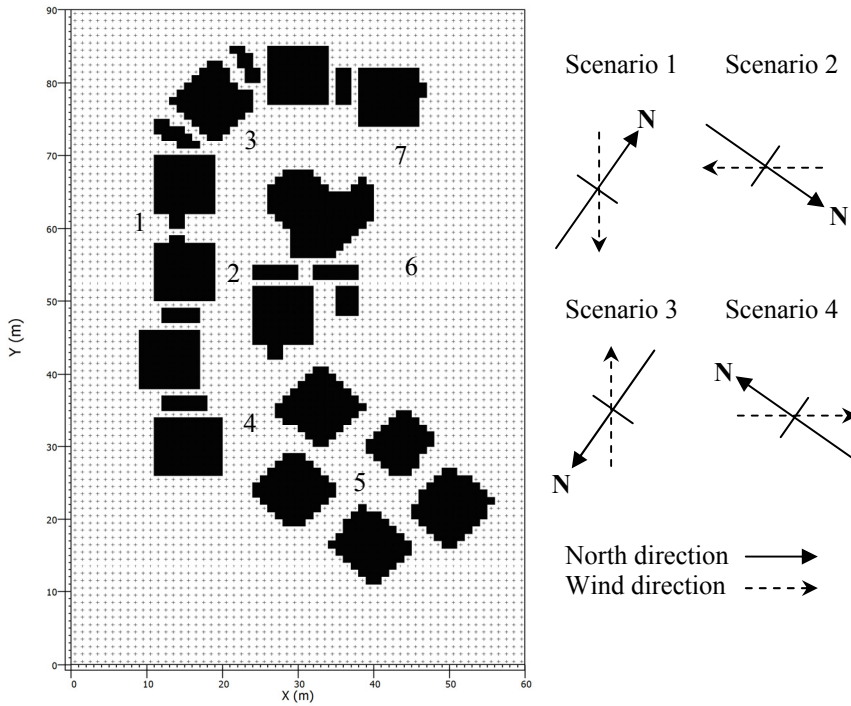 90
80
70
60
50
40
30
20
10
0
Y (m)
0 10 20 30 40 50 60
X (m)
3
7
1
2
6
4
5
Scenario 1 Scenario 2
N
N
Scenario 3 Scenario 4
N
N
North direction
Wind direction